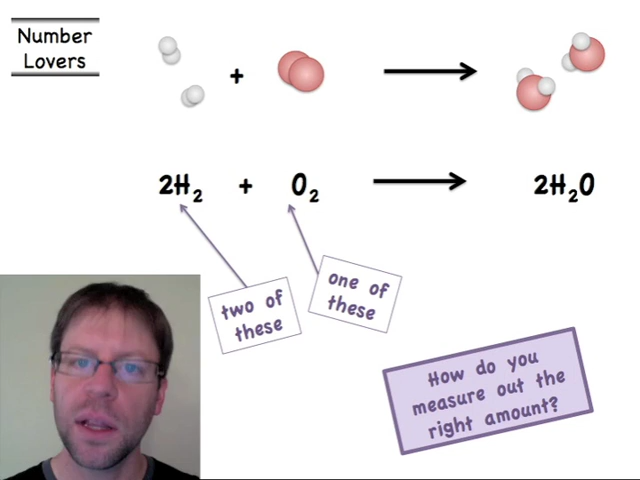 Number
Lovers
+
2H₂ + O₂ 2H₂O
two of
these
one of
these
How do you
measure out the
right amount?